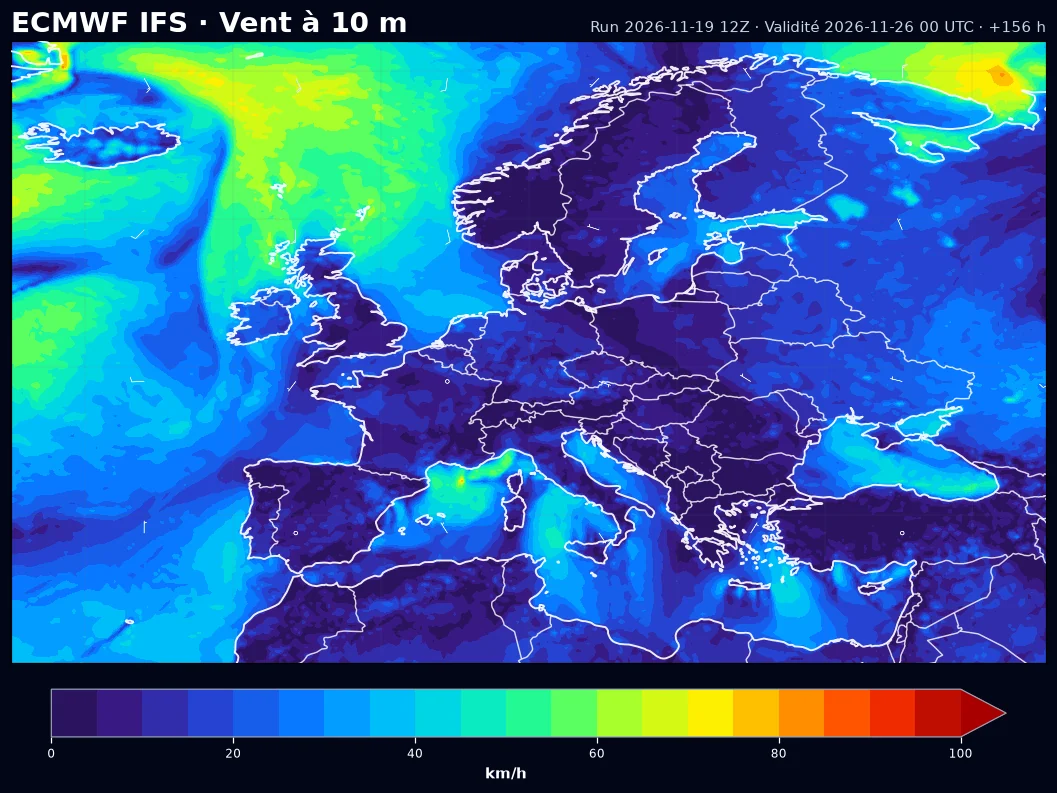 ECMWF IFS · Vent à 10 m
Run 2026-11-19 12Z · Validité 2026-11-26 00 UTC · +156 h
0 20 40 60 80 100
km/h